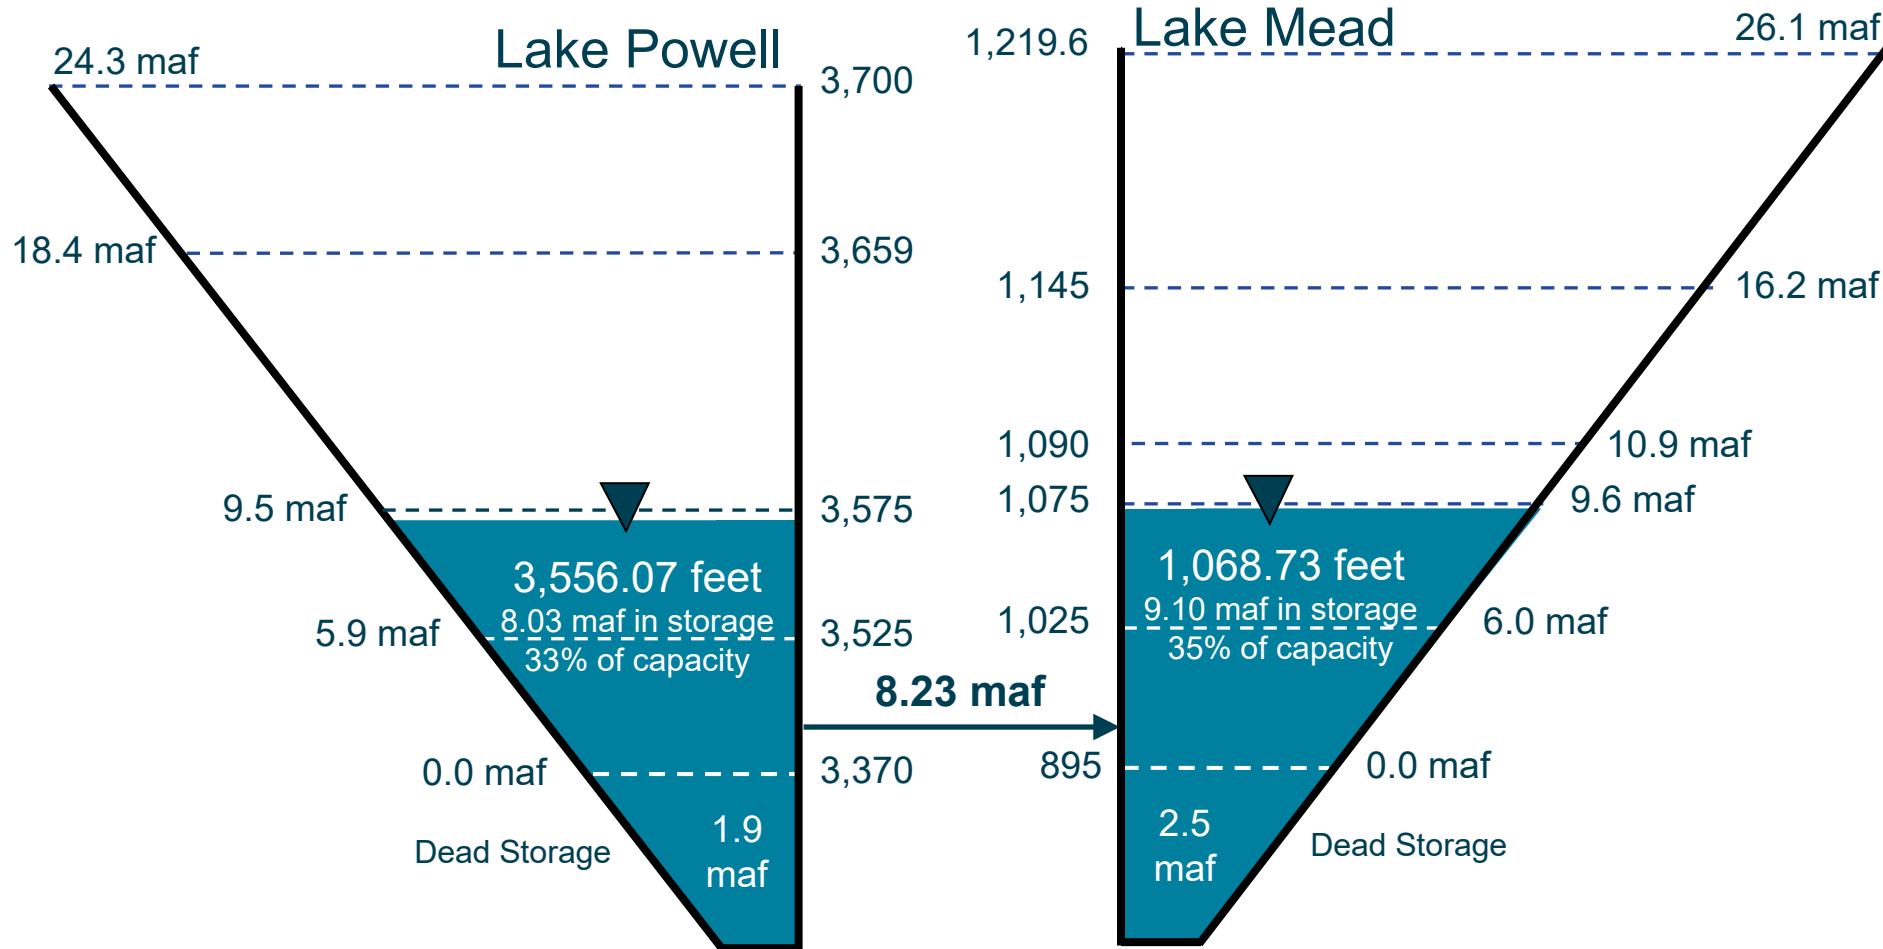 Lake Powell
24.3 maf
3,700
18.4 maf
3,659
9.5 maf
3,575
3,556.07 feet
8.03 maf in storage
5.9 maf
3,525
33% of capacity
0.0 maf
3,370
1.9
maf
Dead Storage
8.23 maf
Lake Mead
1,219.6
26.1 maf
1,145
16.2 maf
1,090
10.9 maf
1,075
9.6 maf
1,068.73 feet
9.10 maf in storage
1,025
6.0 maf
35% of capacity
895
0.0 maf
2.5
maf
Dead Storage